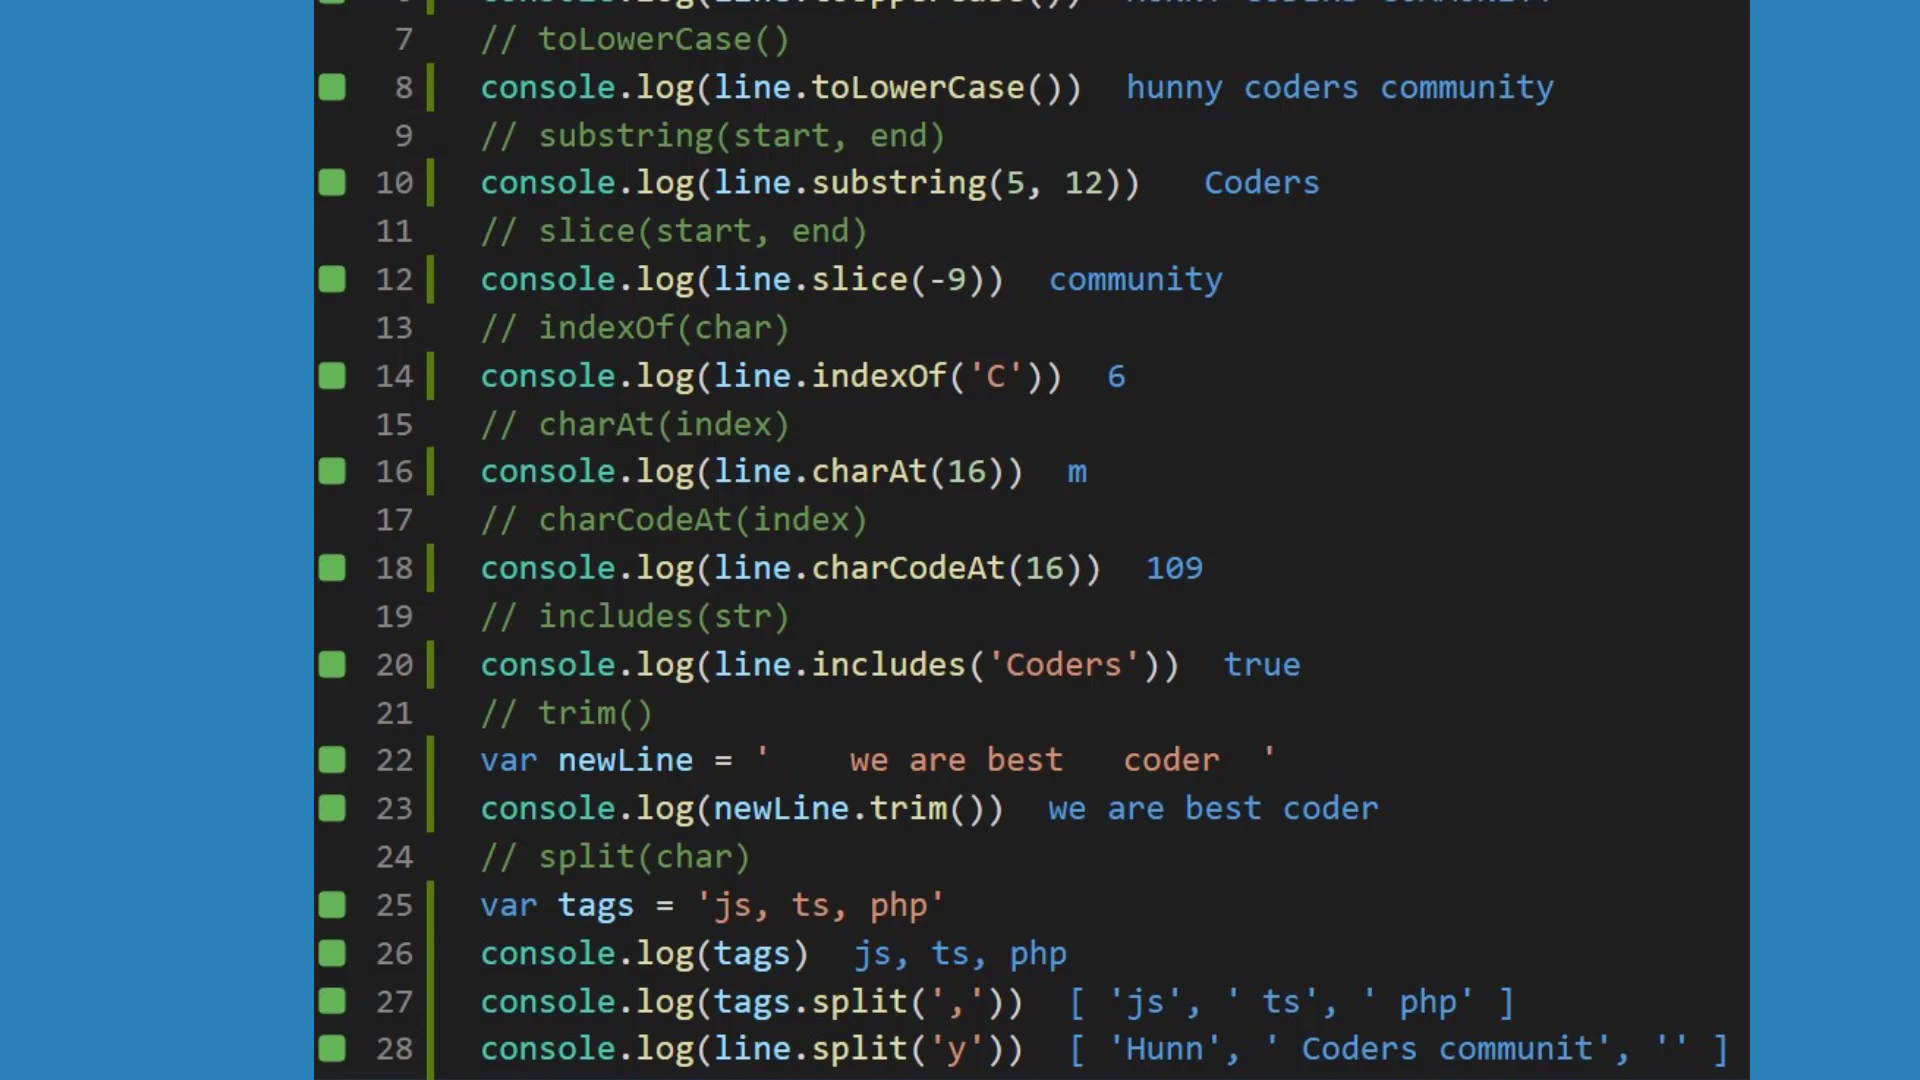 7 // toLowerCase()
8 console.log(line.toLowerCase()) hunny coders community
9 // substring(start, end)
10 console.log(line.substring(5, 12)) Coders
11 // slice(start, end)
12 console.log(line.slice(-9)) community
13 // indexOf(char)
14 console.log(line.indexOf('C')) 6
15 // charAt(index)
16 console.log(line.charAt(16)) m
17 // charCodeAt(index)
18 console.log(line.charCodeAt(16)) 109
19 // includes(str)
20 console.log(line.includes('Coders')) true
21 // trim()
22 var newLine = '    we are best   coder  '
23 console.log(newLine.trim()) we are best coder
24 // split(char)
25 var tags = 'js, ts, php'
26 console.log(tags) js, ts, php
27 console.log(tags.split(',')) [ 'js', ' ts', ' php' ]
28 console.log(line.split('y')) [ 'Hunn', ' Coders communit', '' ]